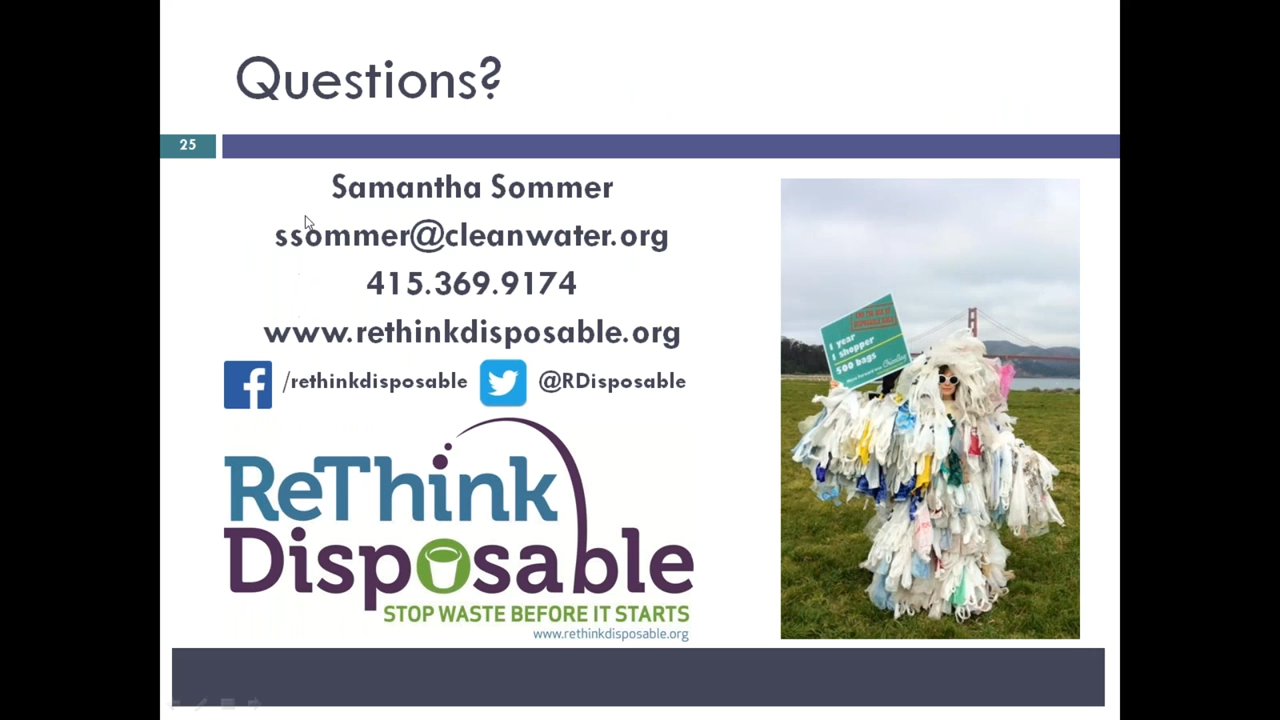 Questions?
25
Samantha Sommer
ssommer@cleanwater.org
415.369.9174
www.rethinkdisposable.org
/rethinkdisposable
@RDisposable
ReThink
Disposable
STOP WASTE BEFORE IT STARTS
www.rethinkdisposable.org
1 year
1 shopper
500 bags